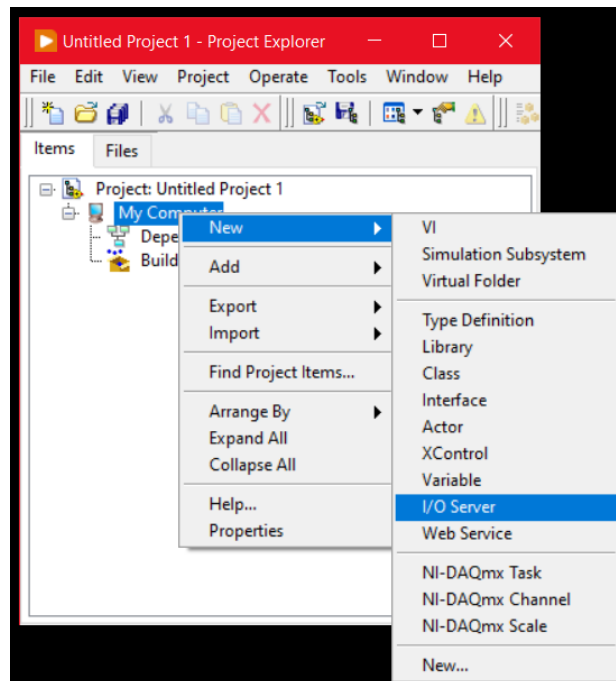 Untitled Project 1 - Project Explorer
File Edit View Project Operate Tools Window Help
Items Files
Project: Untitled Project 1
My Computer
Depe
Build
New
Add
Export
Import
Find Project Items...
Arrange By
Expand All
Collapse All
Help...
Properties
VI
Simulation Subsystem
Virtual Folder
Type Definition
Library
Class
Interface
Actor
XControl
Variable
I/O Server
Web Service
NI-DAQmx Task
NI-DAQmx Channel
NI-DAQmx Scale
New...